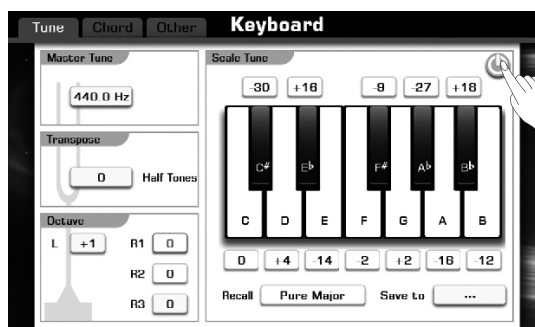 Tune Chord Other Keyboard
Master Tune
440.0 Hz
Transpose
0 Half Tones
Octave
L +1 R1 0
R2 0
R3 0
Scale Tune
-30 +16 -9 -27 +18
C# E♭ F# A♭ B♭
C D E F G A B
0 +4 -14 -2 +2 -16 -12
Recall Pure Major Save to ...